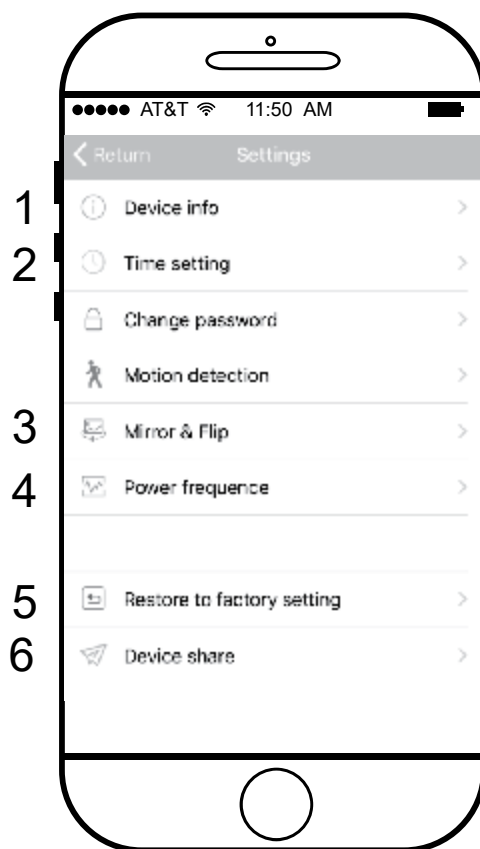 AT&T 11:50 AM
Return Settings
1 Device info
2 Time setting
Change password
Motion detection
3 Mirror & Flip
4 Power frequence
5 Restore to factory setting
6 Device share